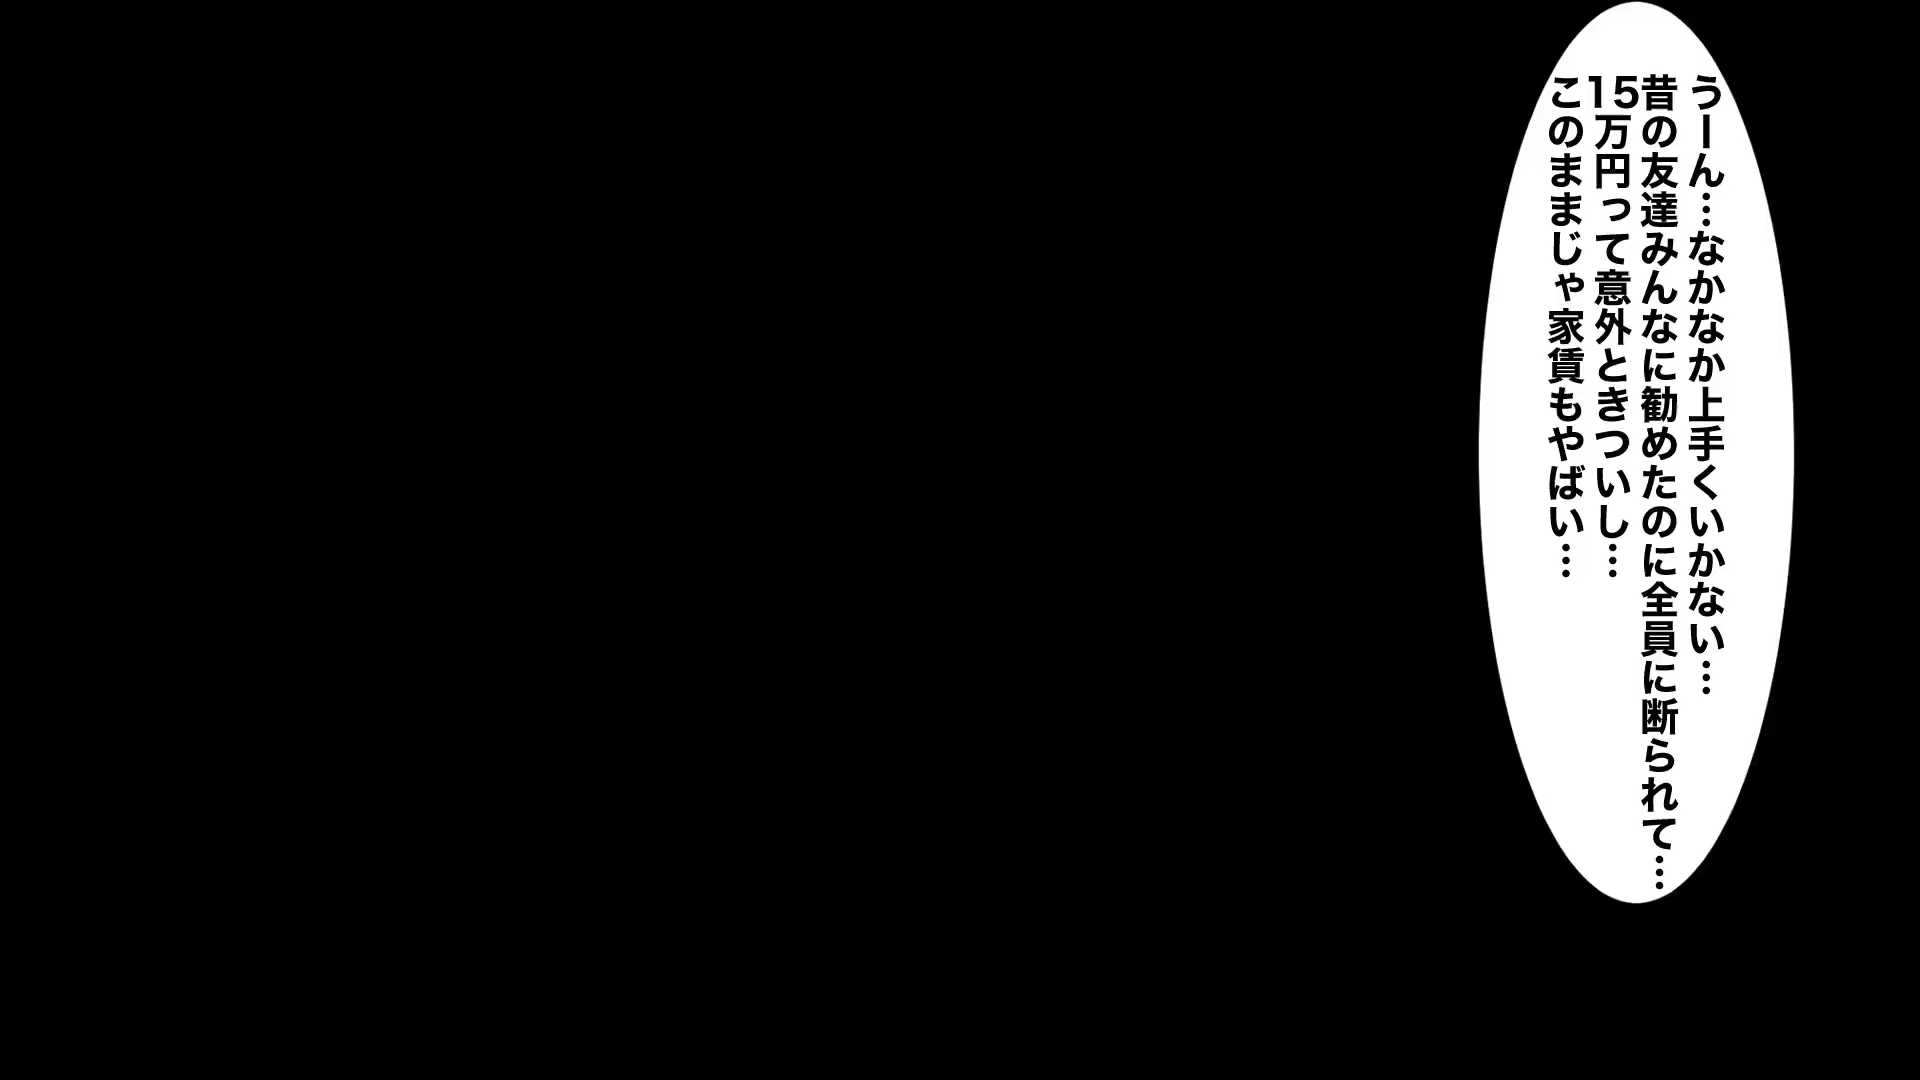 うーん…なかなか上手くいかない…
昔の友達みんなに勧めたのに全員に断られて…
15万円って意外ときついし…
このままじゃ家賃もやばい…